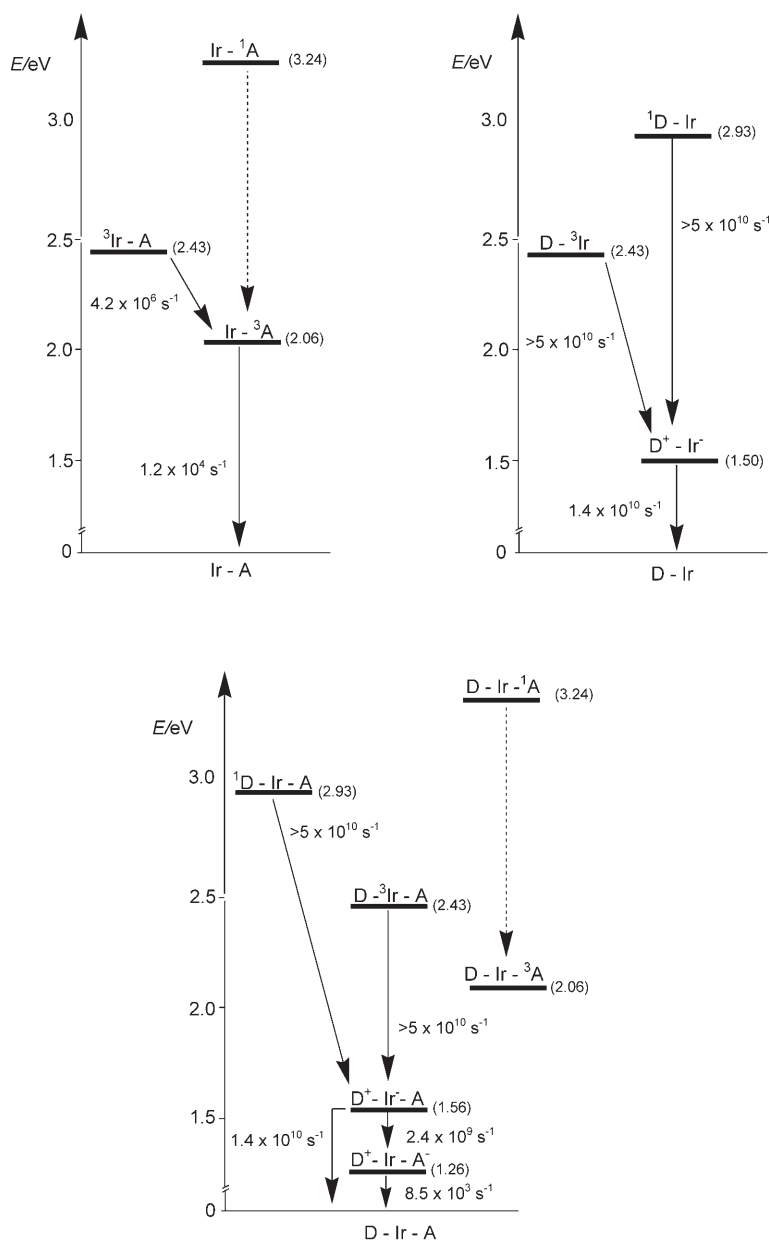 E/eV
Ir - ¹A (3.24)
3.0
³Ir - A (2.43)
2.5
4.2 x 10⁶ s⁻¹
Ir - ³A (2.06)
2.0
1.5
1.2 x 10⁴ s⁻¹
0
Ir - A
E/eV
3.0
¹D - Ir (2.93)
>5 x 10¹⁰ s⁻¹
2.5
D - ³Ir (2.43)
>5 x 10¹⁰ s⁻¹
2.0
D⁺ - Ir⁻ (1.50)
1.5
1.4 x 10¹⁰ s⁻¹
0
D - Ir
E/eV
D - Ir -¹A (3.24)
3.0
¹D - Ir - A (2.93)
>5 x 10¹⁰ s⁻¹
2.5
D -³Ir - A (2.43)
D - Ir - ³A (2.06)
2.0
>5 x 10¹⁰ s⁻¹
D⁺- Ir⁻- A (1.56)
1.5
1.4 x 10¹⁰ s⁻¹
2.4 x 10⁹ s⁻¹
D⁺- Ir - A⁻ (1.26)
8.5 x 10³ s⁻¹
0
D - Ir - A